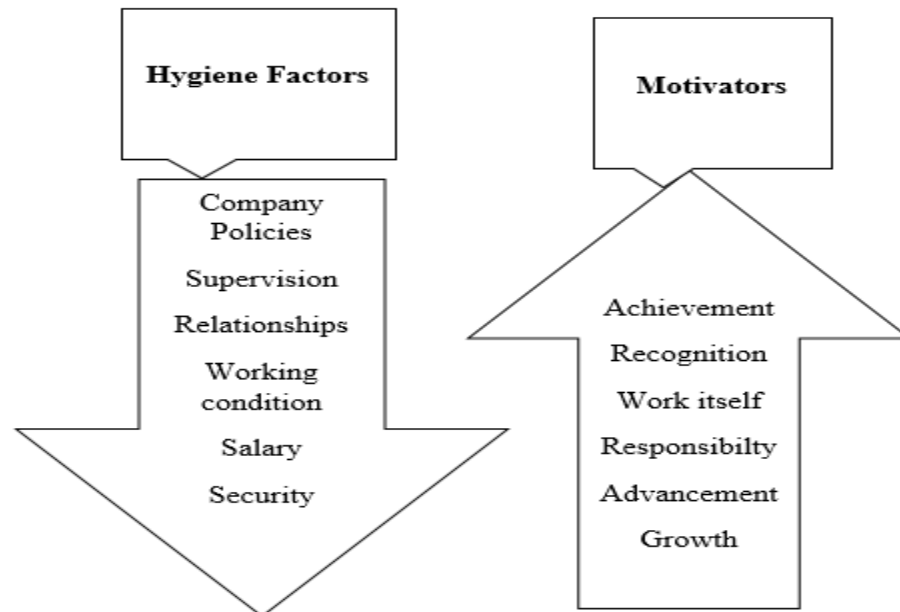 Hygiene Factors
Company
Policies
Supervision
Relationships
Working
condition
Salary
Security
Motivators
Achievement
Recognition
Work itself
Responsibilty
Advancement
Growth